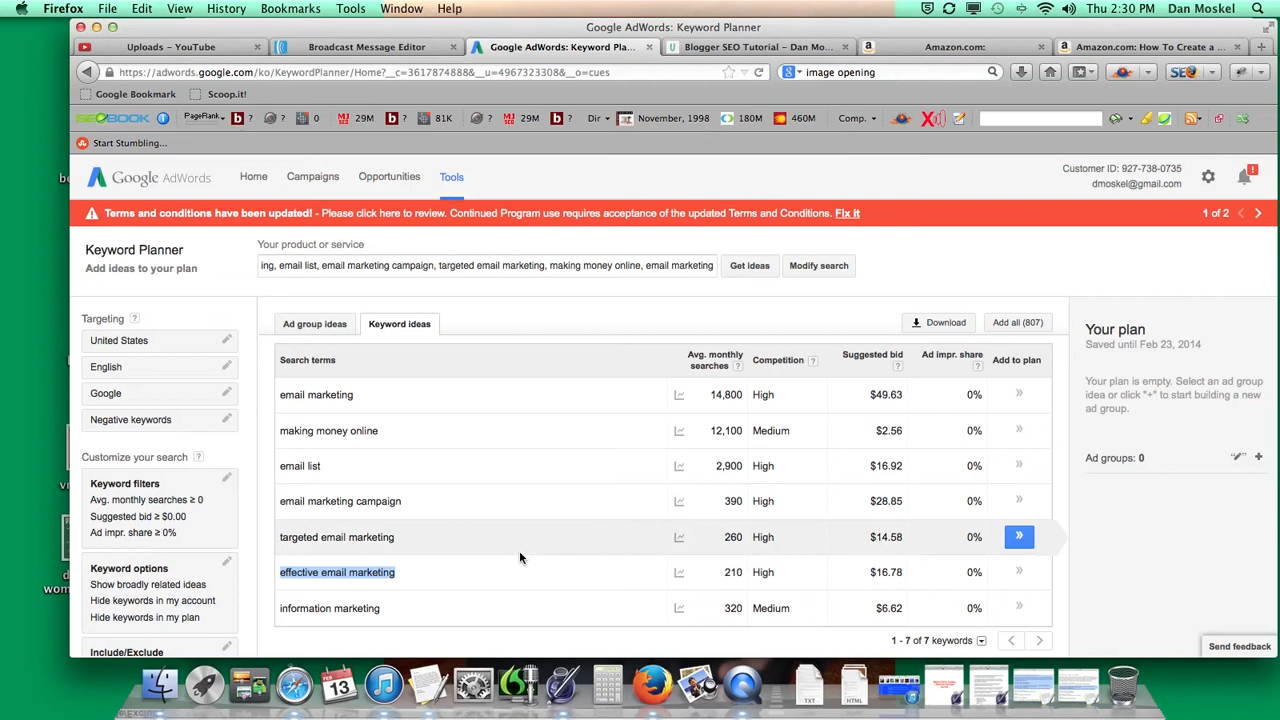 Firefox File Edit View History Bookmarks Tools Window Help Thu 2:30 PM Dan Moskel
Google AdWords: Keyword Planner
Uploads – YouTube × Broadcast Message Editor × Google AdWords: Keyword Pla... × Blogger SEO Tutorial - Dan Mo... × Amazon.com: × Amazon.com: How To Create a ... ×
https://adwords.google.com/ko/KeywordPlanner/Home?__c=3617874888&__u=4967323308&__o=cues image opening SEO
Google Bookmark Scoop.it!
SEOBOOK PageRank ? ? 0 29M ? 81K ? 29M ? Dir November, 1998 180M 460M Comp.
Start Stumbling...
Google AdWords Home Campaigns Opportunities Tools
Customer ID: 927-738-0735
dmoskel@gmail.com
Terms and conditions have been updated! - Please click here to review. Continued Program use requires acceptance of the updated Terms and Conditions. Fix it 1 of 2
Keyword Planner
Add ideas to your plan
Your product or service
ing, email list, email marketing campaign, targeted email marketing, making money online, email marketing Get ideas Modify search
Targeting ?
United States
English
Google
Negative keywords
Customize your search ?
Keyword filters
Avg. monthly searches ≥ 0
Suggested bid ≥ $0.00
Ad impr. share ≥ 0%
Keyword options
Show broadly related ideas
Hide keywords in my account
Hide keywords in my plan
Include/Exclude
Ad group ideas Keyword ideas Download Add all (807)
Search terms Avg. monthly searches ? Competition ? Suggested bid ? Ad impr. share ? Add to plan
email marketing 14,800 High $49.63 0% »
making money online 12,100 Medium $2.56 0% »
email list 2,900 High $16.92 0% »
email marketing campaign 390 High $28.85 0% »
targeted email marketing 260 High $14.58 0% »
effective email marketing 210 High $16.78 0% »
information marketing 320 Medium $6.62 0% »
1 - 7 of 7 keywords
Your plan
Saved until Feb 23, 2014
Your plan is empty. Select an ad group
idea or click "+" to start building a new
ad group.
Ad groups: 0
Send feedback
FEB
13
TXT
HTML